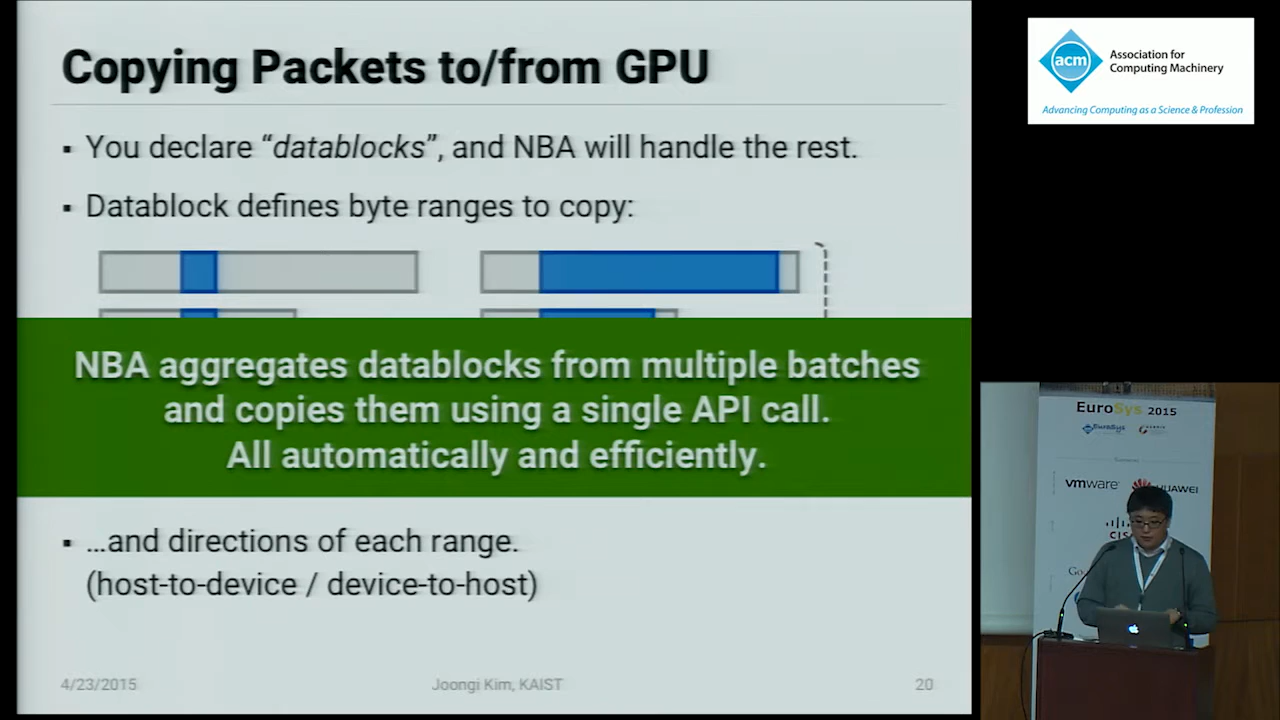 Copying Packets to/from GPU
▪ You declare “datablocks”, and NBA will handle the rest.
▪ Datablock defines byte ranges to copy:
NBA aggregates datablocks from multiple batches
and copies them using a single API call.
All automatically and efficiently.
▪ …and directions of each range.
(host-to-device / device-to-host)
4/23/2015
Joongi Kim, KAIST
20
acm
Association for
Computing Machinery
Advancing Computing as a Science & Profession
EuroSys 2015
EuroSys
vmware
HUAWEI